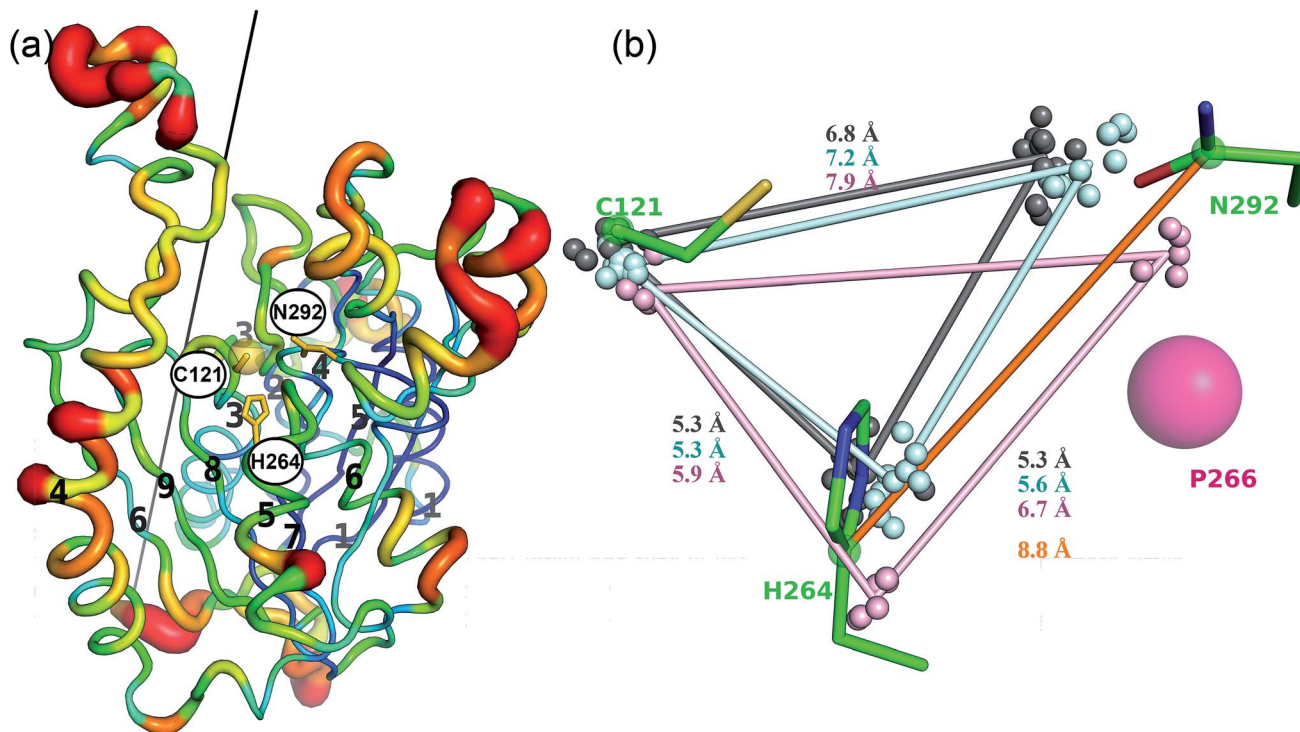 (a)
(b)
6.8 Å
7.2 Å
7.9 Å
C121
N292
N292
3
C121
4
2
3
5
H264
8
6
9
4
5
6
7
1
1
5.3 Å
5.3 Å
5.9 Å
5.3 Å
5.6 Å
6.7 Å
8.8 Å
P266
H264